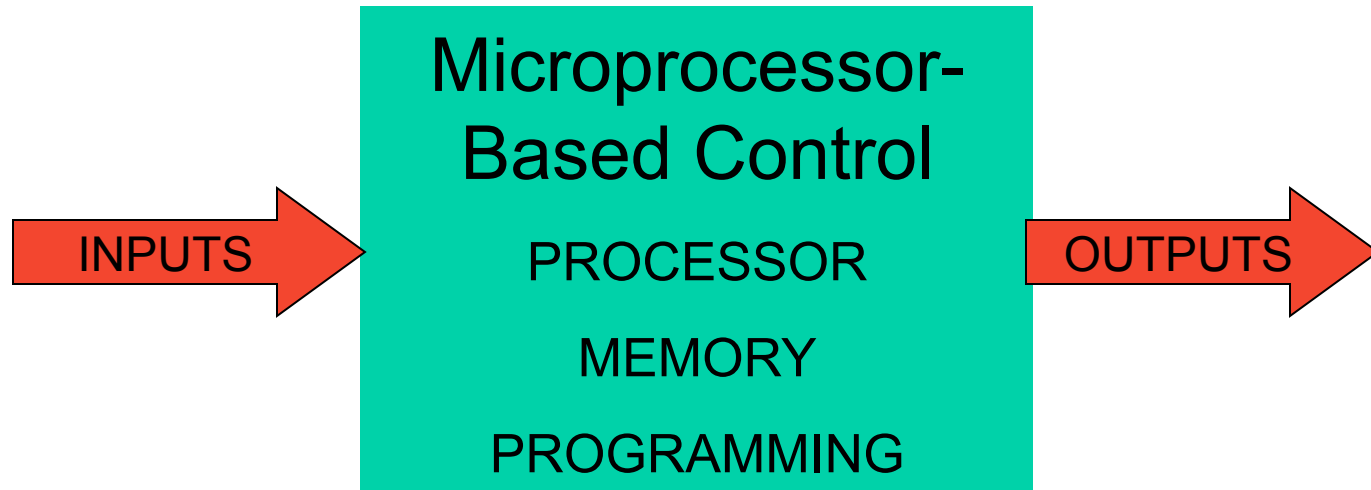 Microprocessor-
Based Control
INPUTS
PROCESSOR
OUTPUTS
MEMORY
PROGRAMMING